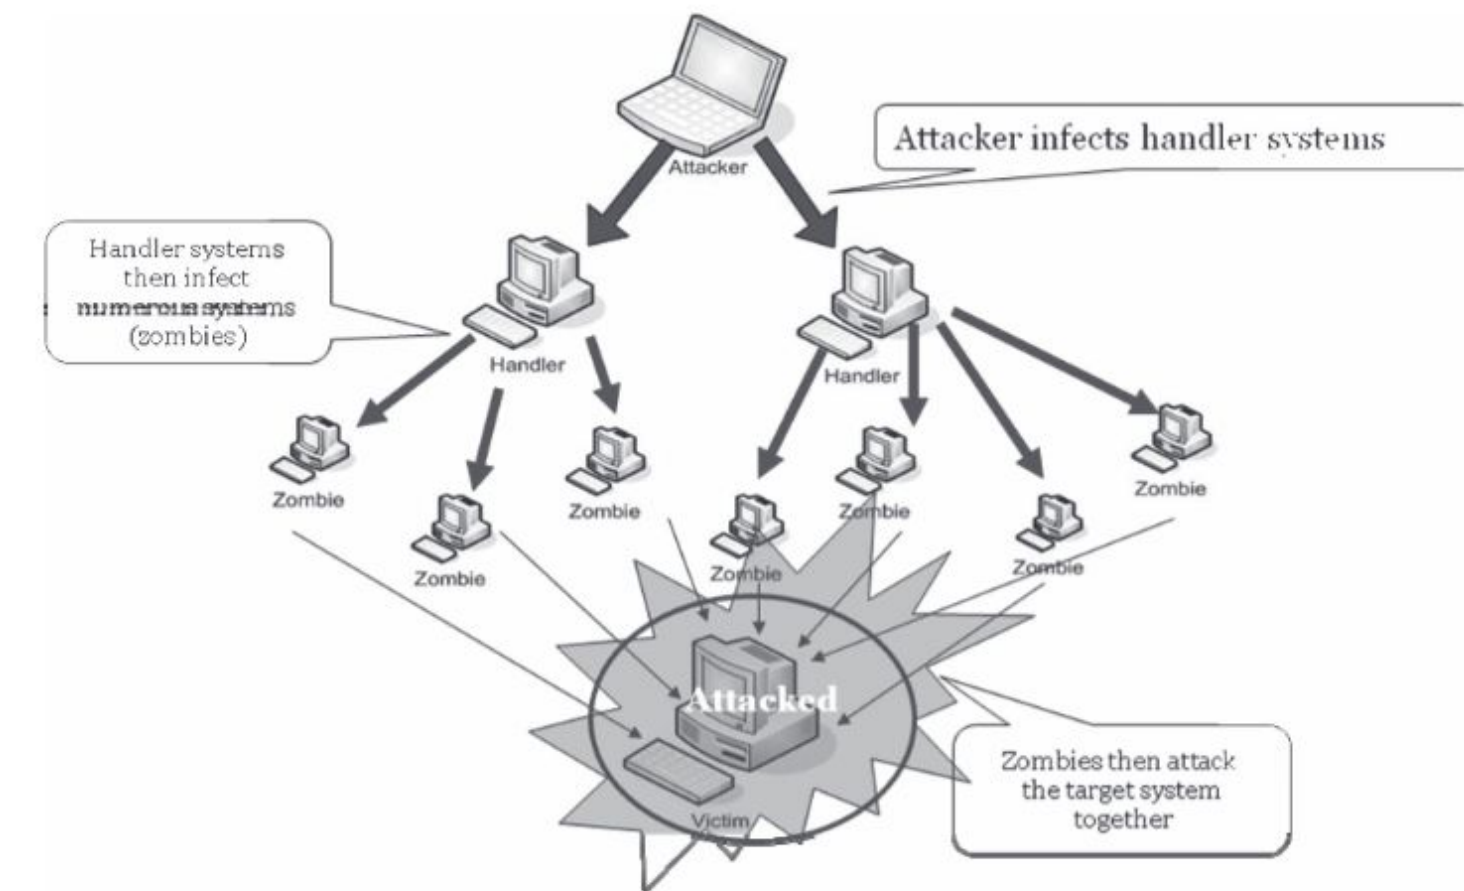 Attacker
Attacker infects handler systems
Handler systems
then infect
numerous systems
(zombies)
Handler
Handler
Zombie
Zombie
Zombie
Zombie
Zombie
Zombie
Zombie
Attacked
Victim
Zombies then attack
the target system
together